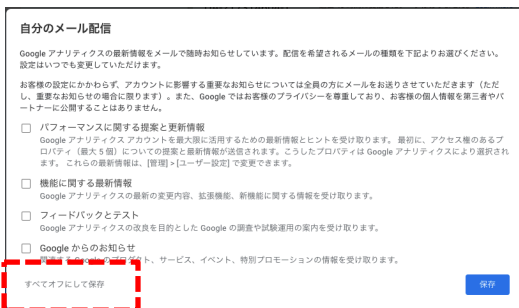 自分のメール配信
Google アナリティクスの最新情報をメールで随時お知らせしています。配信を希望されるメールの種類を下記よりお選びください。
設定はいつでも変更していただけます。
お客様の設定にかかわらず、アカウントに影響する重要なお知らせについては全員の方にメールをお送りさせていただきます（ただ
し、重要なお知らせの場合に限ります）。また、Google ではお客様のプライバシーを尊重しており、お客様の個人情報を第三者やパ
ートナーに公開することはありません。
パフォーマンスに関する提案と更新情報
Google アナリティクス アカウントを最大限に活用するための最新情報とヒントを受け取ります。 最初に、アクセス権のあるプ
ロパティ（最大 5 個）についての提案と最新情報が送信されます。こうしたプロパティは Google アナリティクスにより選択され
ます。 これらの最新情報は、[管理] > [ユーザー設定] で変更できます。
機能に関する最新情報
Google アナリティクスの最新の変更内容、拡張機能、新機能に関する情報を受け取ります。
フィードバックとテスト
Google アナリティクスの改良を目的とした Google の調査や試験運用の案内を受け取ります。
Google からのお知らせ
関連する Google のプロダクト、サービス、イベント、特別プロモーションの情報を受け取ります。
すべてオフにして保存
保存